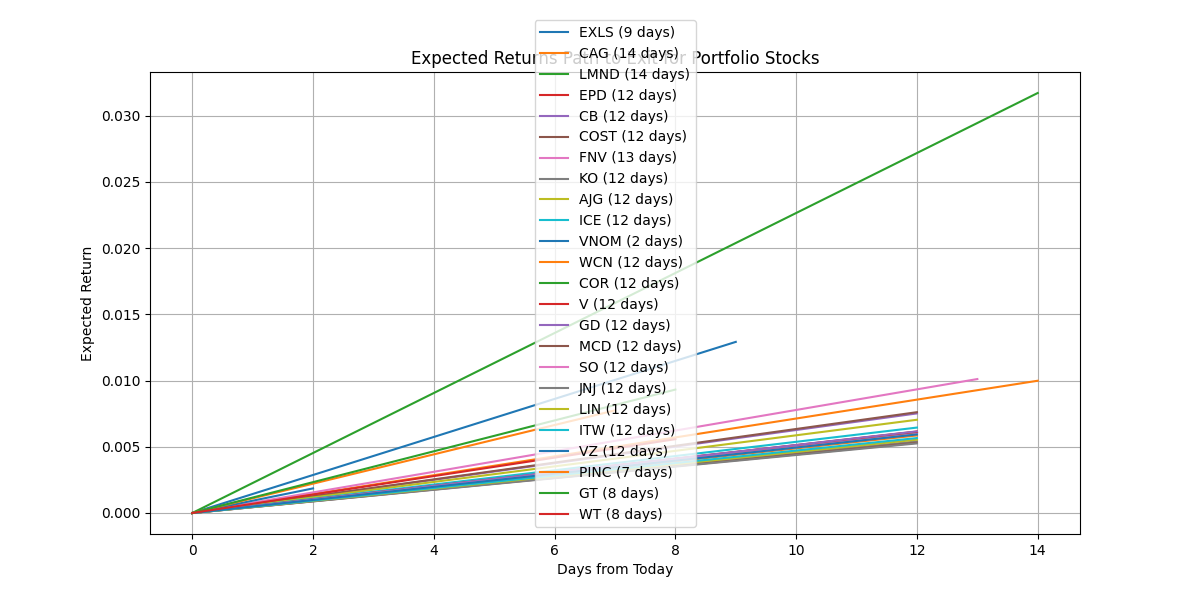 Expected Returns Path to Exit for Portfolio Stocks
EXLS (9 days)
CAG (14 days)
LMND (14 days)
EPD (12 days)
CB (12 days)
COST (12 days)
FNV (13 days)
KO (12 days)
AJG (12 days)
ICE (12 days)
VNOM (2 days)
WCN (12 days)
COR (12 days)
V (12 days)
GD (12 days)
MCD (12 days)
SO (12 days)
JNJ (12 days)
LIN (12 days)
ITW (12 days)
VZ (12 days)
PINC (7 days)
GT (8 days)
WT (8 days)
Expected Return
0.030
0.025
0.020
0.015
0.010
0.005
0.000
0 2 4 6 8 10 12 14
Days from Today